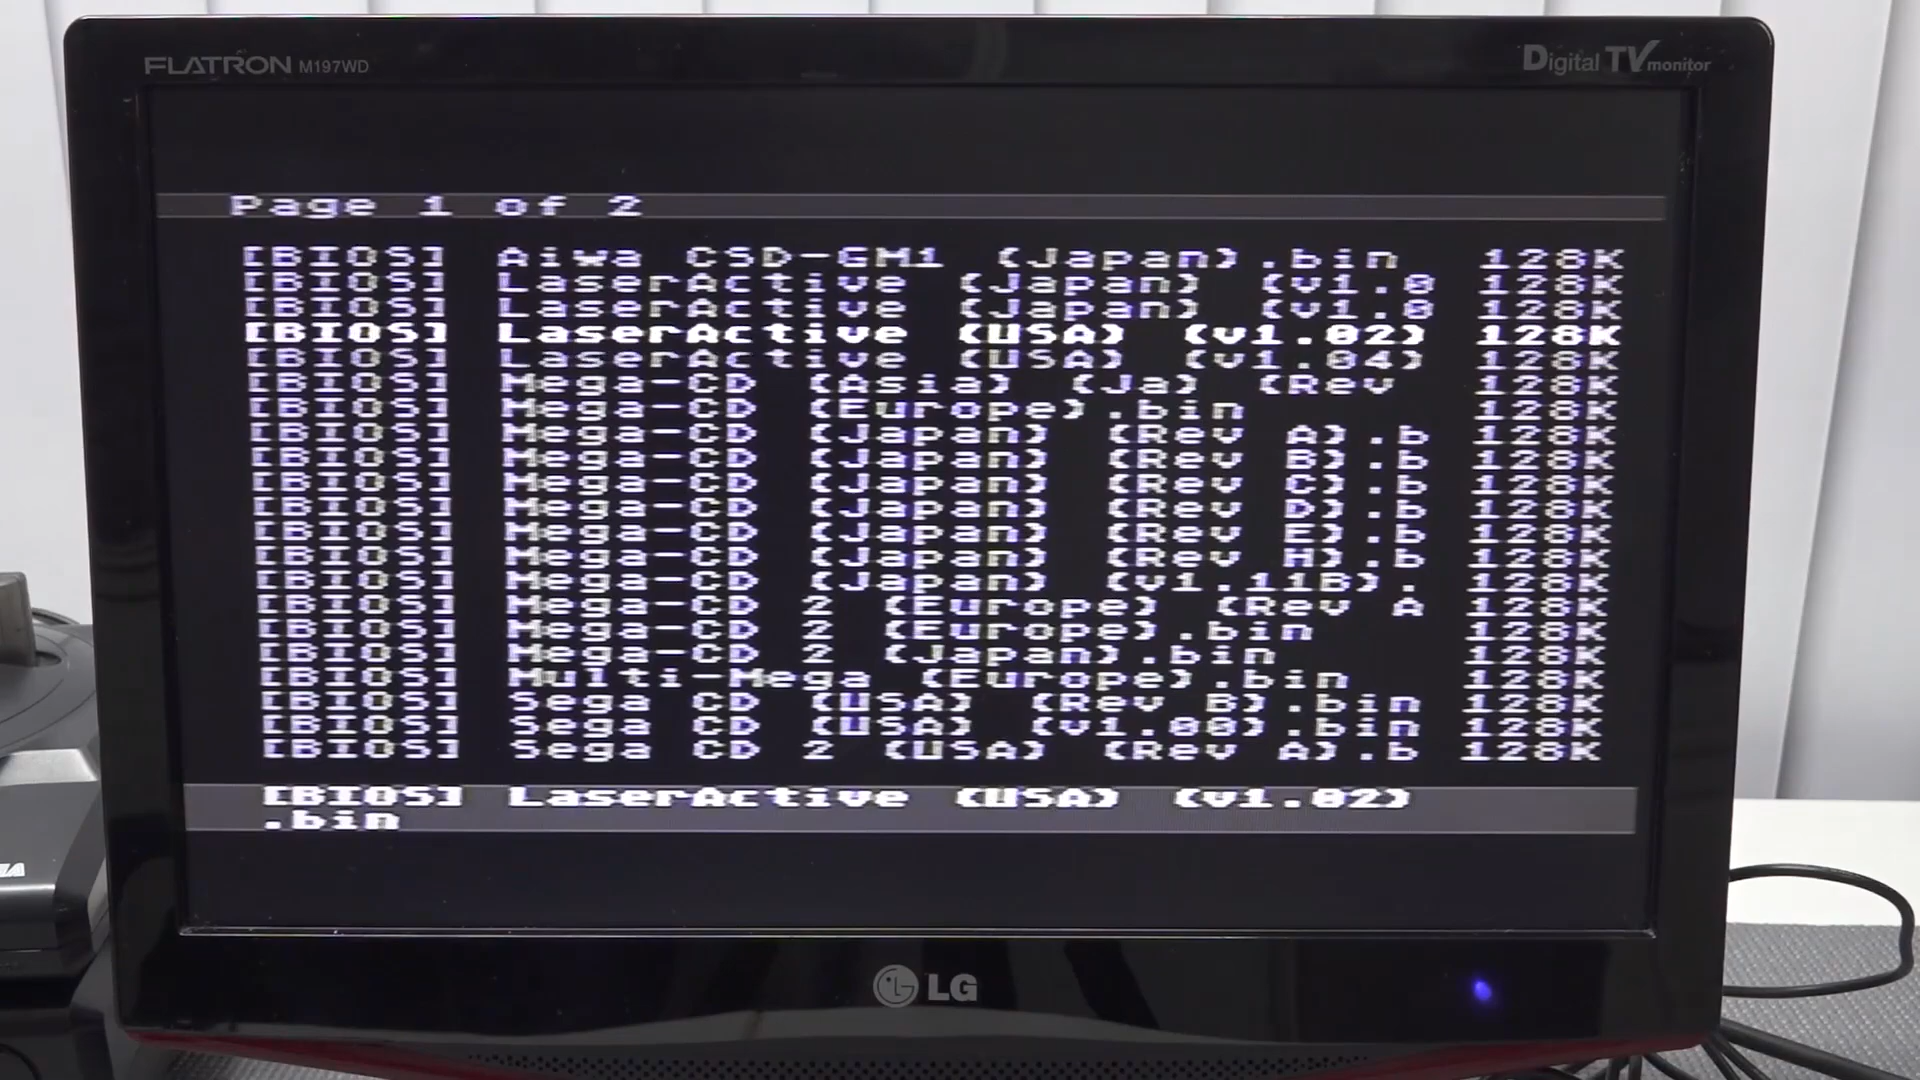 FLATRON M197WD
Digital TV monitor
Page 1 of 2
[BIOS] Aiwa CSD-GM1 (Japan).bin 128K
[BIOS] LaserActive (Japan) (v1.0 128K
[BIOS] LaserActive (Japan) (v1.0 128K
[BIOS] LaserActive (USA) (v1.02) 128K
[BIOS] LaserActive (USA) (v1.04) 128K
[BIOS] Mega-CD (Asia) (Ja) (Rev 128K
[BIOS] Mega-CD (Europe).bin 128K
[BIOS] Mega-CD (Japan) (Rev A).b 128K
[BIOS] Mega-CD (Japan) (Rev B).b 128K
[BIOS] Mega-CD (Japan) (Rev C).b 128K
[BIOS] Mega-CD (Japan) (Rev D).b 128K
[BIOS] Mega-CD (Japan) (Rev E).b 128K
[BIOS] Mega-CD (Japan) (Rev H).b 128K
[BIOS] Mega-CD (Japan) (v1.11B). 128K
[BIOS] Mega-CD 2 (Europe) (Rev A 128K
[BIOS] Mega-CD 2 (Europe).bin 128K
[BIOS] Mega-CD 2 (Japan).bin 128K
[BIOS] Multi-Mega (Europe).bin 128K
[BIOS] Sega CD (USA) (Rev B).bin 128K
[BIOS] Sega CD (USA) (v1.00).bin 128K
[BIOS] Sega CD 2 (USA) (Rev A).b 128K
[BIOS] LaserActive (USA) (v1.02)
.bin
LG